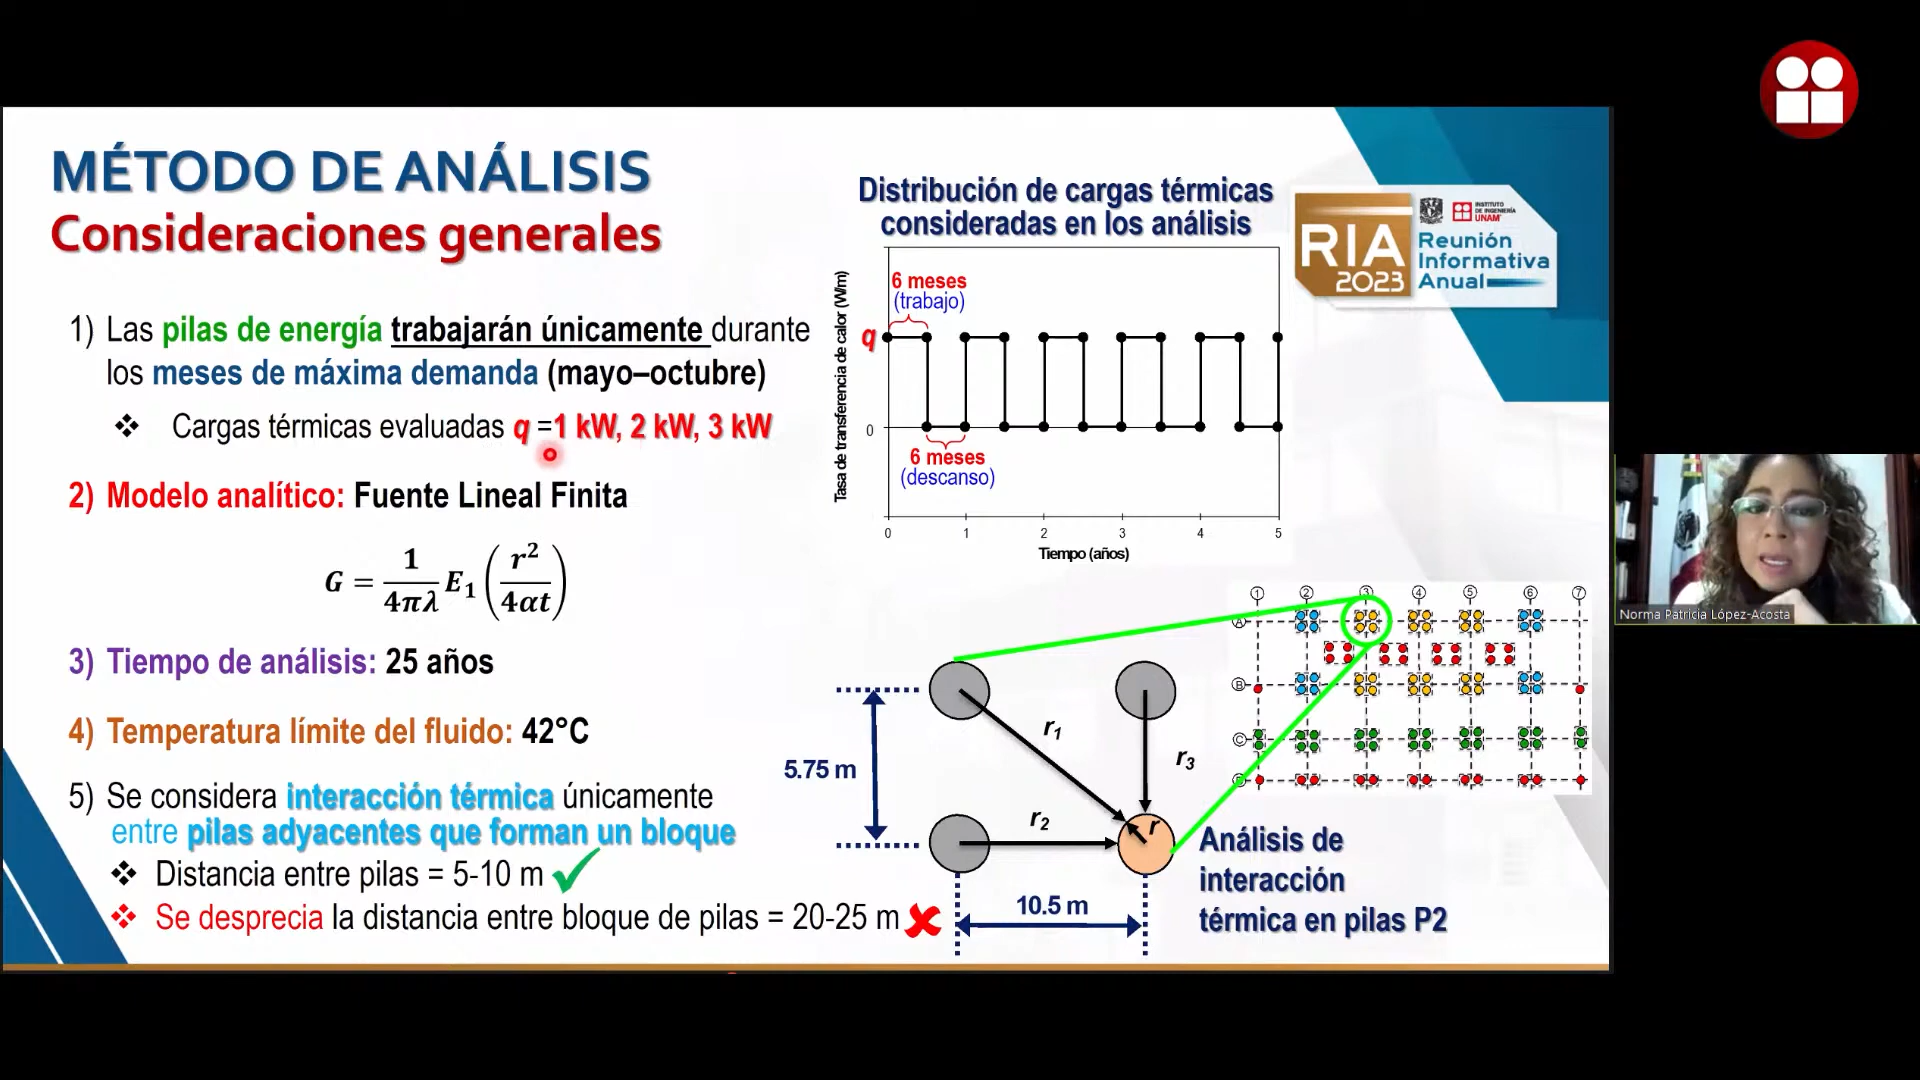 MÉTODO DE ANÁLISIS
Consideraciones generales
1) Las pilas de energía trabajarán únicamente durante
los meses de máxima demanda (mayo–octubre)
❖ Cargas térmicas evaluadas q =1 kW, 2 kW, 3 kW
2) Modelo analítico: Fuente Lineal Finita
G = 1/4πλ E₁ (r²/4αt)
3) Tiempo de análisis: 25 años
4) Temperatura límite del fluido: 42°C
5) Se considera interacción térmica únicamente
entre pilas adyacentes que forman un bloque
❖ Distancia entre pilas = 5-10 m
❖ Se desprecia la distancia entre bloque de pilas = 20-25 m
Distribución de cargas térmicas
consideradas en los análisis
Tasa de transferencia de calor (W/m)
6 meses
(trabajo)
q
0
6 meses
(descanso)
0 1 2 3 4 5
Tiempo (años)
RIA
2023
INSTITUTO
DE INGENIERÍA
UNAM
Reunión
Informativa
Anual
1 2 3 4 5 6 7
A
B
C
5.75 m
r₁
r₃
r₂
r
10.5 m
Análisis de
interacción
térmica en pilas P2
Norma Patricia López-Acosta